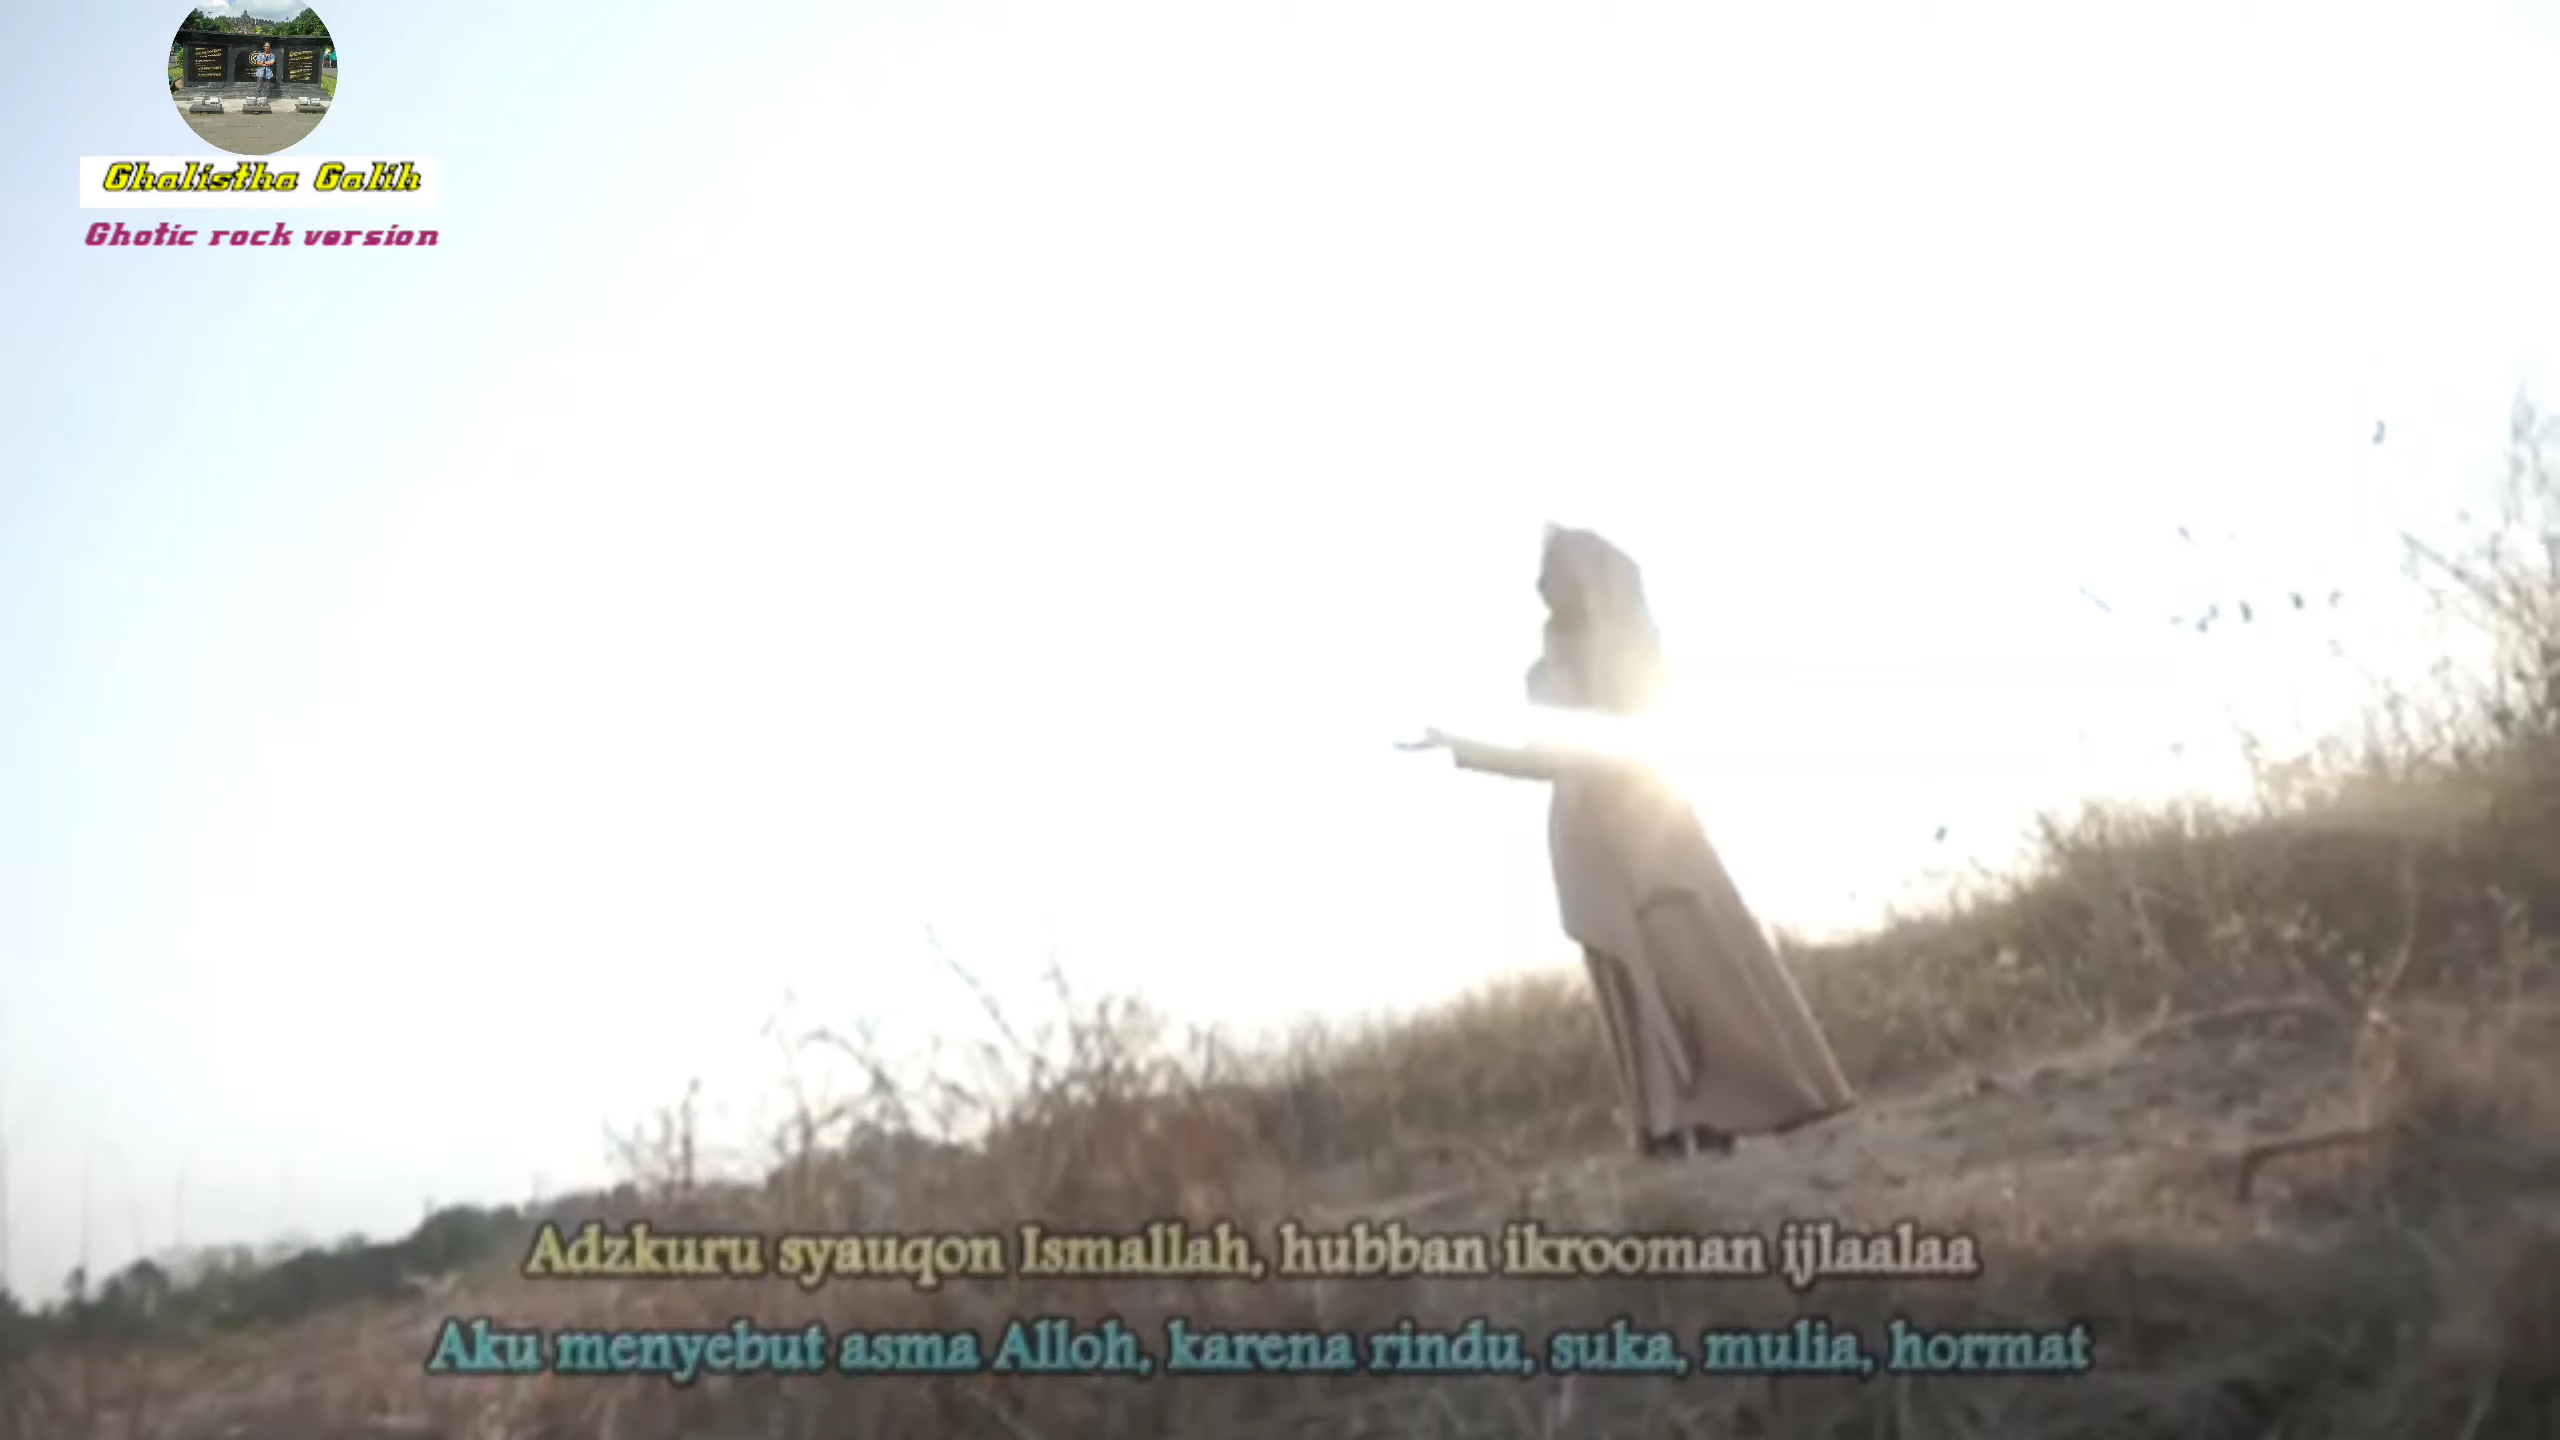 Ghalistha Galih
Ghotic rock version
Adzkuru syauqon Ismallah, hubban ikrooman ijlaalaa
Aku menyebut asma Alloh, karena rindu, suka, mulia, hormat